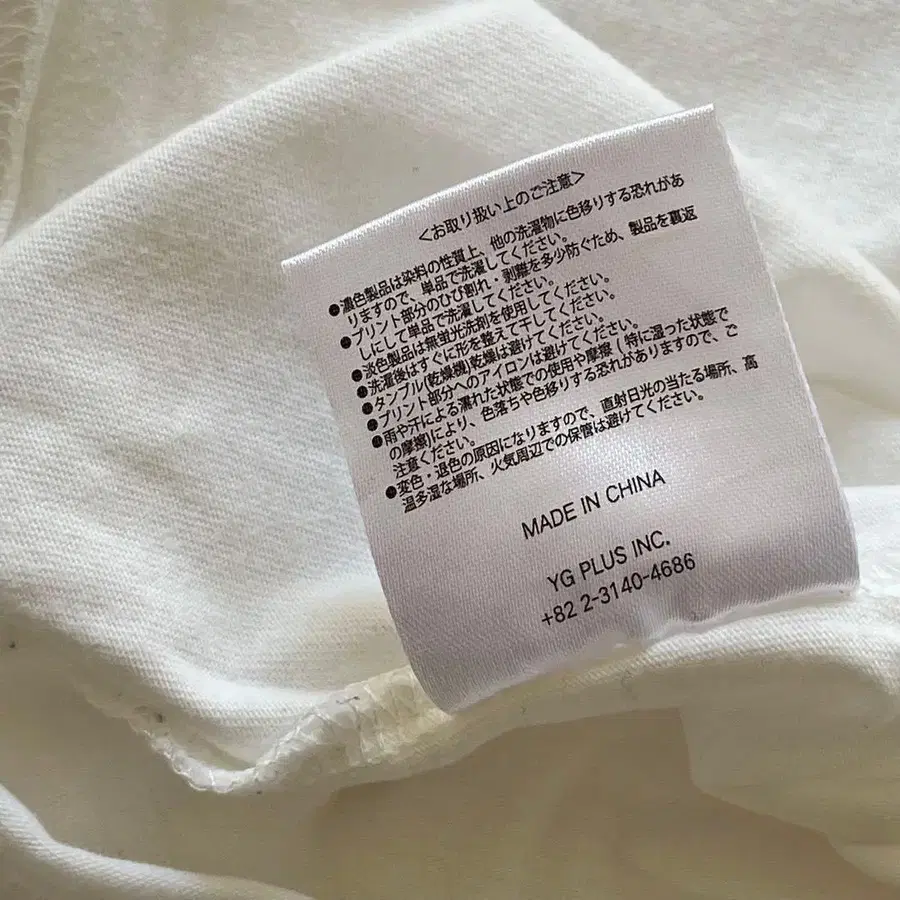 <お取り扱い上のご注意>
●濃色製品は染料の性質上、他の洗濯物に色移りする恐れがあ
りますので、単品で洗濯してください。
●プリント部分のひび割れ・剥離を多少防ぐため、製品を裏返
しにして単品で洗濯してください。
●淡色製品は無蛍光洗剤を使用してください。
●洗濯後はすぐに形を整えて干してください。
●タンブル(乾燥機)乾燥は避けてください。
●プリント部分へのアイロンは避けてください。
●雨や汗による濡れた状態での使用や摩擦(特に湿った状態で
の摩擦)により、色落ちや色移りする恐れがありますので、ご
注意ください。
●変色・退色の原因になりますので、直射日光の当たる場所、高
温多湿な場所、火気周辺での保管は避けてください。
MADE IN CHINA
YG PLUS INC.
+82 2-3140-4686